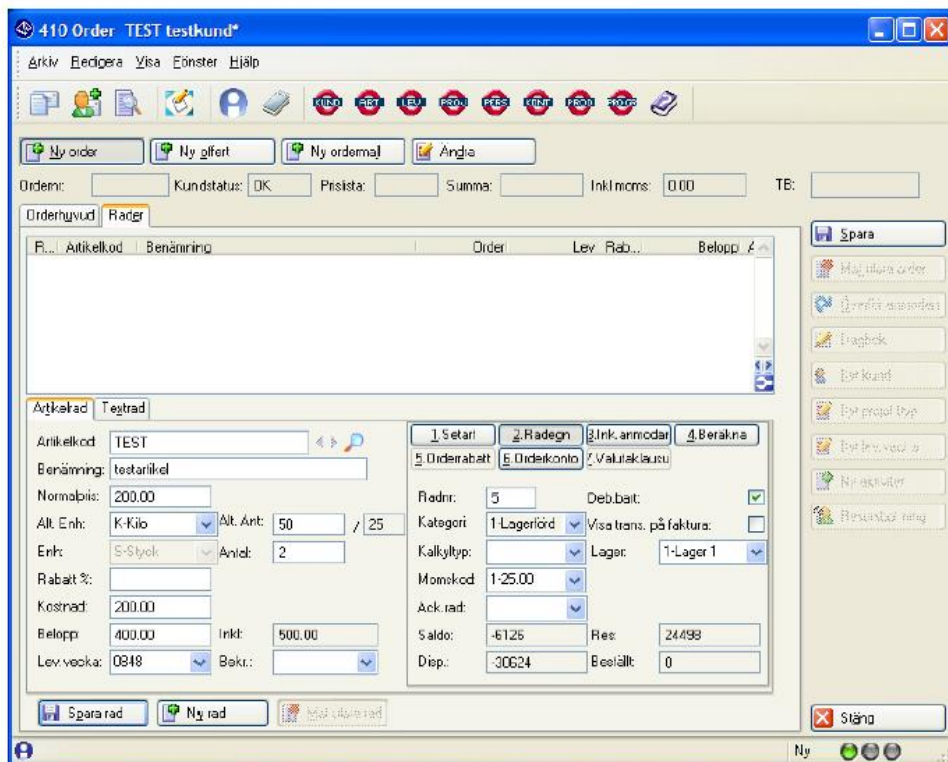 410 Order TEST testkund*
Arkiv Redigera Visa Fönster Hjälp
KUND ART LEV PROJ PERS KONT PROD PROGR
Ny order Ny offert Ny ordermall Ändra
Ordernr: Kundstatus: OK Prislista: Summa: Inkl moms: 0.00 TB:
Orderhuvud Rader
R... Artikelkod Benämning Order Lev Rab... Belopp
Spara
Dagbok
Byt kund
Artikelrad Textrad
Artikelkod TEST
Benämning: testartikel
Normalpris: 200.00
Alt. Enh: K-Kilo Alt. Ant: 50 / 25
Enh: S-Styck Antal: 2
Rabatt %:
Kostnad: 200.00
Belopp: 400.00 Inkl: 500.00
Lev.vecka: 0848 Bekr.:
1.Setart 2.Radegn 3.Ink.anmodar 4.Beräkna
5.Orderrabatt 6.Orderkonto 7.Valutaklausu
Radnr: 5 Deb.bart:
Kategori 1-Lagerförd Visa trans. på faktura:
Kalkyltyp: Lager: 1-Lager 1
Momskod 1-25.00
Ack.rad:
Saldo: -6126 Res: 24498
Disp.: -30624 Beställt: 0
Spara rad Ny rad
Stäng
Ny